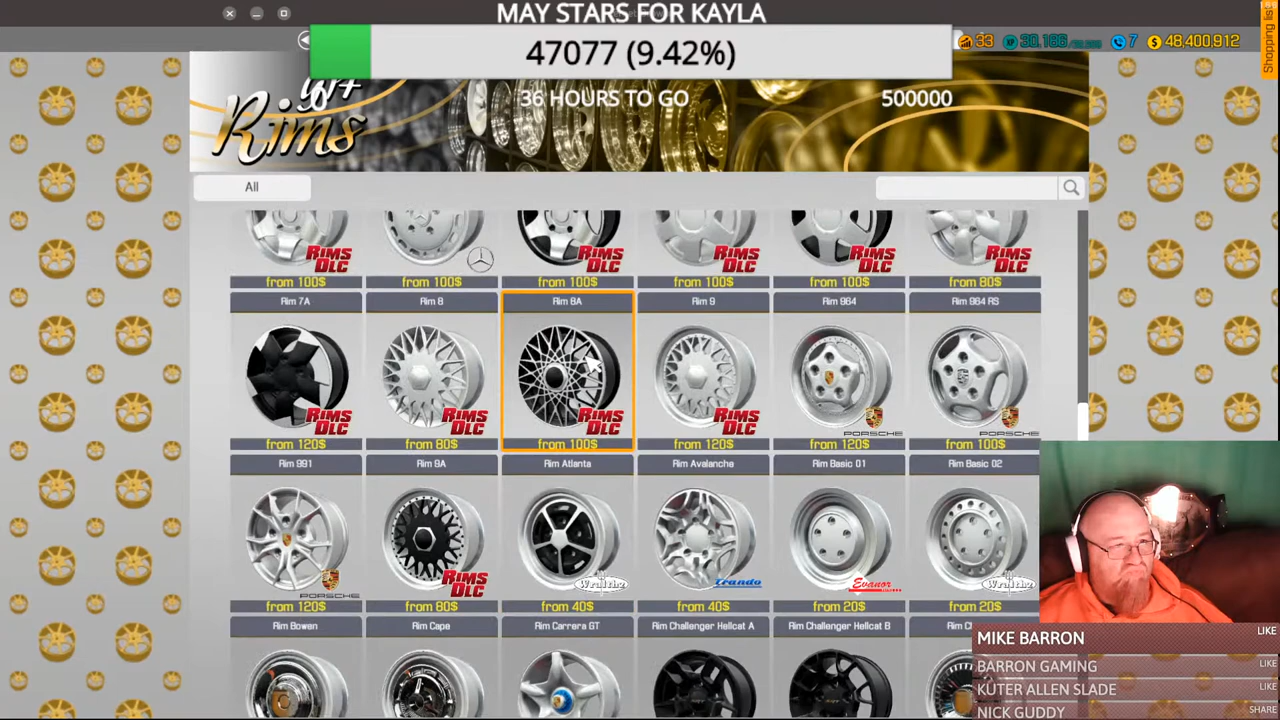 MAY STARS FOR KAYLA
47077 (9.42%)
36 HOURS TO GO
500000
33
7
48,400,912
Shopping list
Rims
All
RIMS DLC
RIMS DLC
RIMS DLC
RIMS DLC
RIMS DLC
from 100$
from 100$
from 100$
from 100$
from 100$
from 80$
Rim 7A
Rim 8
Rim 8A
Rim 9
Rim 964
Rim 964 RS
RIMS DLC
RIMS DLC
RIMS DLC
RIMS DLC
PORSCHE
PORSCHE
from 120$
from 80$
from 100$
from 120$
from 120$
from 100$
Rim 991
Rim 9A
Rim Atlanta
Rim Avalanche
Rim Basic 01
Rim Basic 02
PORSCHE
RIMS DLC
Evanor
from 120$
from 80$
from 40$
from 40$
from 20$
from 20$
Rim Bowen
Rim Cape
Rim Carrera GT
Rim Challenger Hellcat A
Rim Challenger Hellcat B
MIKE BARRON
LIKE
BARRON GAMING
LIKE
KUTER ALLEN SLADE
LIKE
NICK GUDDY
SHARE